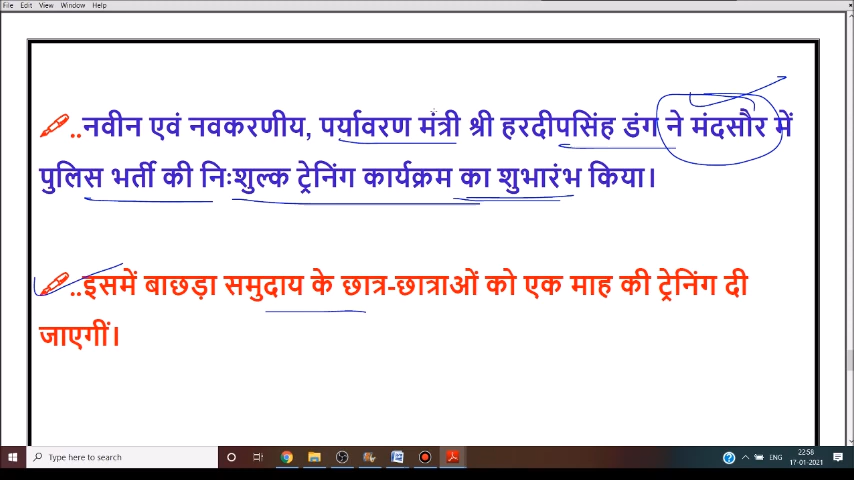 File Edit View Window Help
..नवीन एवं नवकरणीय, पर्यावरण मंत्री श्री हरदीपसिंह डंग ने मंदसौर में
पुलिस भर्ती की निःशुल्क ट्रेनिंग कार्यक्रम का शुभारंभ किया।
..इसमें बाछड़ा समुदाय के छात्र-छात्राओं को एक माह की ट्रेनिंग दी
जाएगीं।
Type here to search
ENG
22:58
17-01-2021